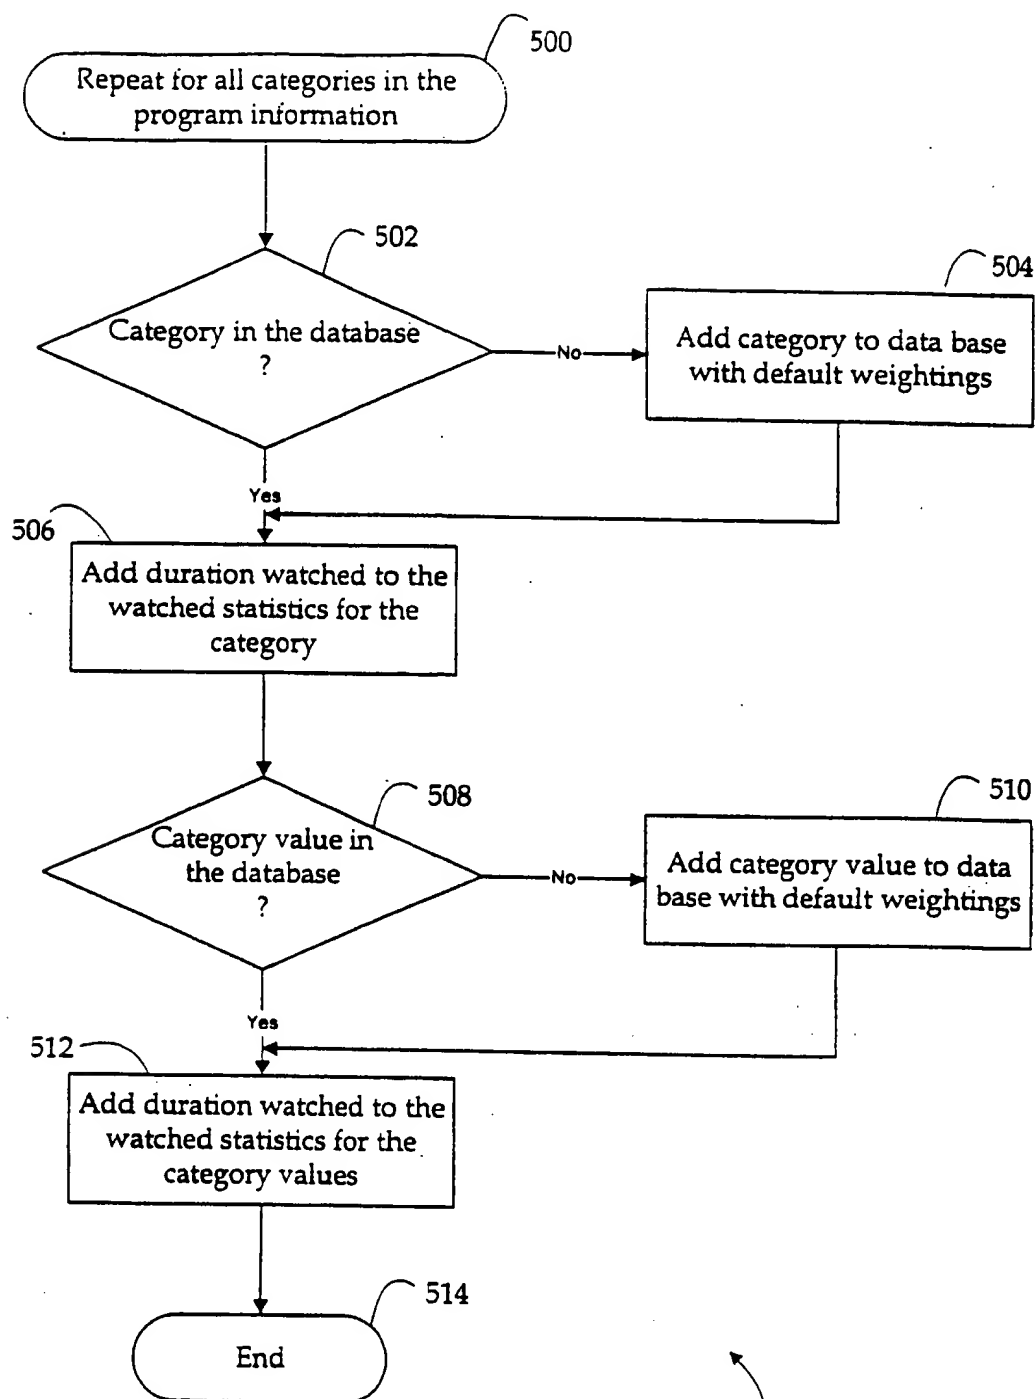 500
Repeat for all categories in the
program information
502
Category in the database
?
No
504
Add category to data base
with default weightings
Yes
506
Add duration watched to the
watched statistics for the
category
508
Category value in
the database
?
No
510
Add category value to data
base with default weightings
Yes
512
Add duration watched to the
watched statistics for the
category values
514
End